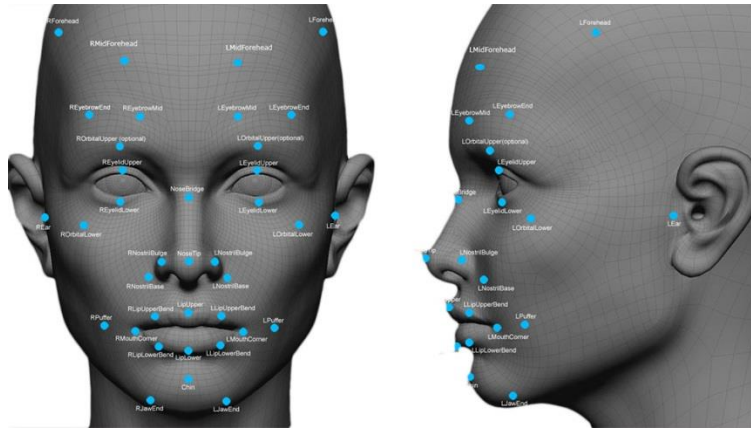 RForehead
LForehead
RMidForehead
LMidForehead
REyebrowEnd
REyebrowMid
LEyebrowMid
LEyebrowEnd
ROrbitalUpper (optional)
LOrbitalUpper(optional)
REyelidUpper
LEyelidUpper
NoseBridge
REyelidLower
LEyelidLower
REar
ROrbitalLower
LOrbitalLower
LEar
RNostrilBulge
NoseTip
LNostrilBulge
RNostrilBase
LNostrilBase
RLipUpperBend
LipUpper
LLipUpperBend
RPuffer
LPuffer
RMouthCorner
LMouthCorner
RLipLowerBend
LipLower
LLipLowerBend
Chin
RJawEnd
LJawEnd
LForehead
LMidForehead
LEyebrowEnd
LEyebrowMid
LOrbitalUpper(optional)
LEyelidUpper
Bridge
LEyelidLower
LOrbitalLower
LEar
LNostrilBulge
LNostrilBase
LLipUpperBend
LPuffer
LMouthCorner
LLipLowerBend
LJawEnd